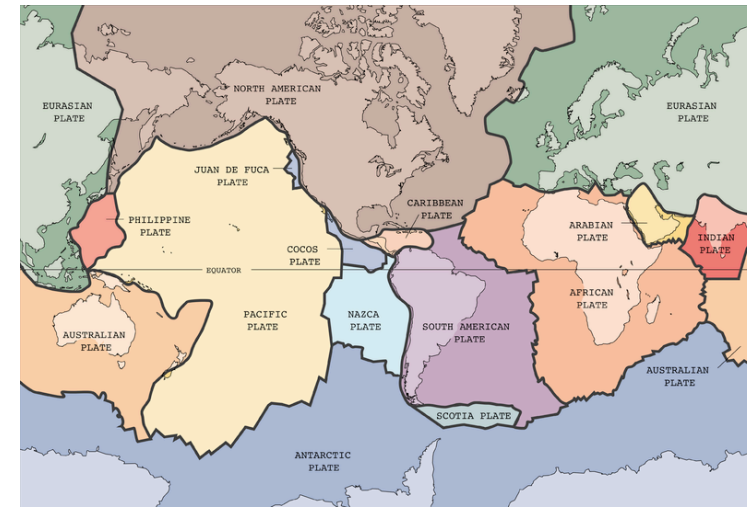 NORTH AMERICAN
PLATE
EURASIAN
PLATE
EURASIAN
PLATE
JUAN DE FUCA
PLATE
CARIBBEAN
PLATE
PHILIPPINE
PLATE
ARABIAN
PLATE
INDIAN
PLATE
COCOS
PLATE
EQUATOR
AFRICAN
PLATE
PACIFIC
PLATE
NAZCA
PLATE
SOUTH AMERICAN
PLATE
AUSTRALIAN
PLATE
AUSTRALIAN
PLATE
SCOTIA PLATE
ANTARCTIC
PLATE